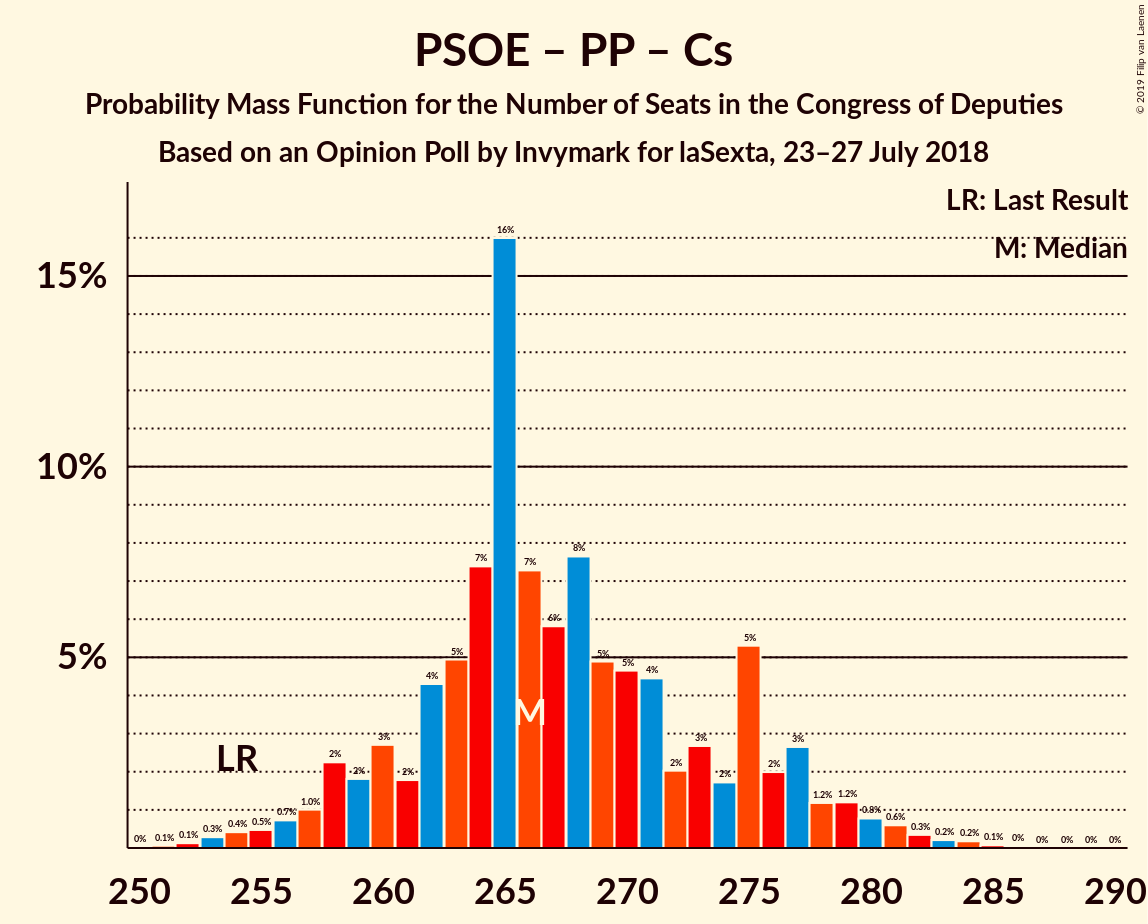 © 2019 Filip van Laenen
PSOE – PP – Cs
Probability Mass Function for the Number of Seats in the Congress of Deputies
Based on an Opinion Poll by Invymark for laSexta, 23–27 July 2018
LR: Last Result
M: Median
15%
10%
5%
LR
M
0% 0.1% 0.1% 0.3% 0.4% 0.5% 0.7% 1.0% 2% 2% 3% 2% 4% 5% 7% 16% 7% 6% 8% 5% 5% 4% 2% 3% 2% 5% 2% 3% 1.2% 1.2% 0.8% 0.6% 0.3% 0.2% 0.2% 0.1% 0% 0% 0% 0% 0%
250 255 260 265 270 275 280 285 290